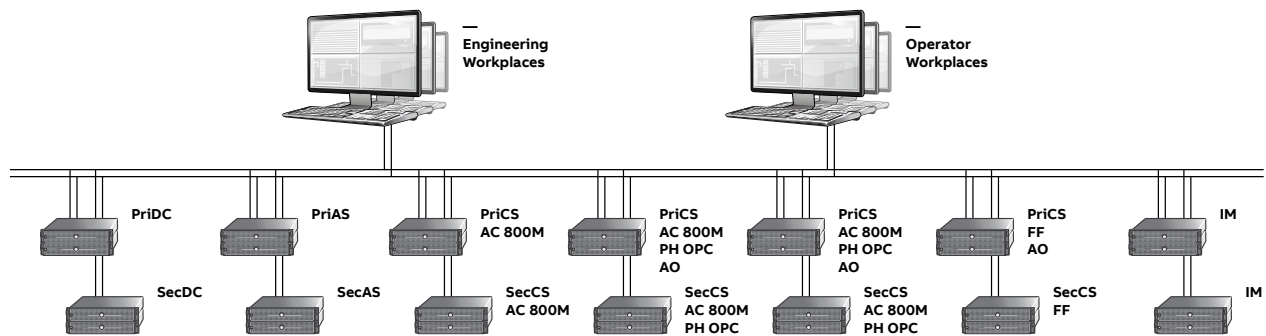 Engineering
Workplaces
Operator
Workplaces
PriDC
PriAS
PriCS
AC 800M
PriCS
AC 800M
PH OPC
AO
PriCS
AC 800M
PH OPC
AO
PriCS
FF
AO
IM
SecDC
SecAS
SecCS
AC 800M
SecCS
AC 800M
PH OPC
SecCS
AC 800M
PH OPC
SecCS
FF
IM